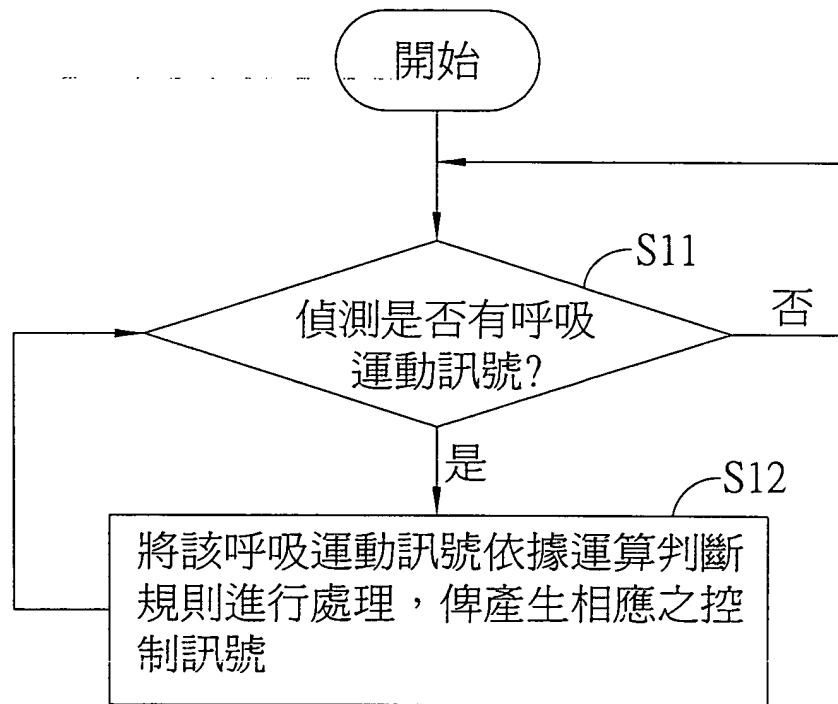 開始
S11
偵測是否有呼吸
運動訊號?
否
是
S12
將該呼吸運動訊號依據運算判斷
規則進行處理，俾產生相應之控
制訊號